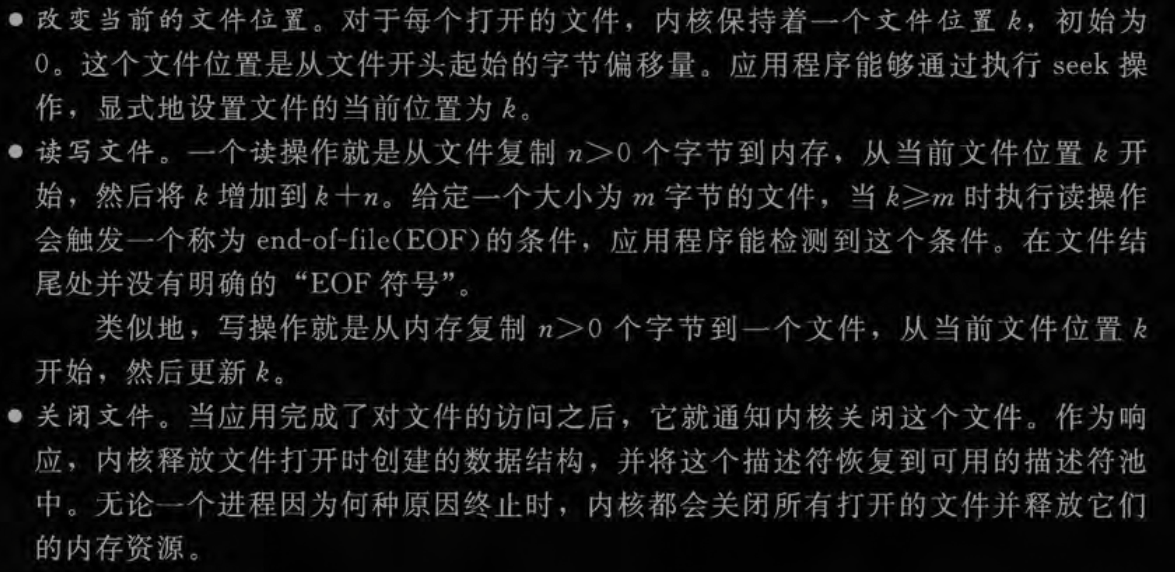 ● 改变当前的文件位置。对于每个打开的文件，内核保持着一个文件位置 k，初始为
0。这个文件位置是从文件开头起始的字节偏移量。应用程序能够通过执行 seek 操
作，显式地设置文件的当前位置为 k。
● 读写文件。一个读操作就是从文件复制 n＞0 个字节到内存，从当前文件位置 k 开
始，然后将 k 增加到 k＋n。给定一个大小为 m 字节的文件，当 k≥m 时执行读操作
会触发一个称为 end-of-file(EOF)的条件，应用程序能检测到这个条件。在文件结
尾处并没有明确的“EOF 符号”。
类似地，写操作就是从内存复制 n＞0 个字节到一个文件，从当前文件位置 k
开始，然后更新 k。
● 关闭文件。当应用完成了对文件的访问之后，它就通知内核关闭这个文件。作为响
应，内核释放文件打开时创建的数据结构，并将这个描述符恢复到可用的描述符池
中。无论一个进程因为何种原因终止时，内核都会关闭所有打开的文件并释放它们
的内存资源。